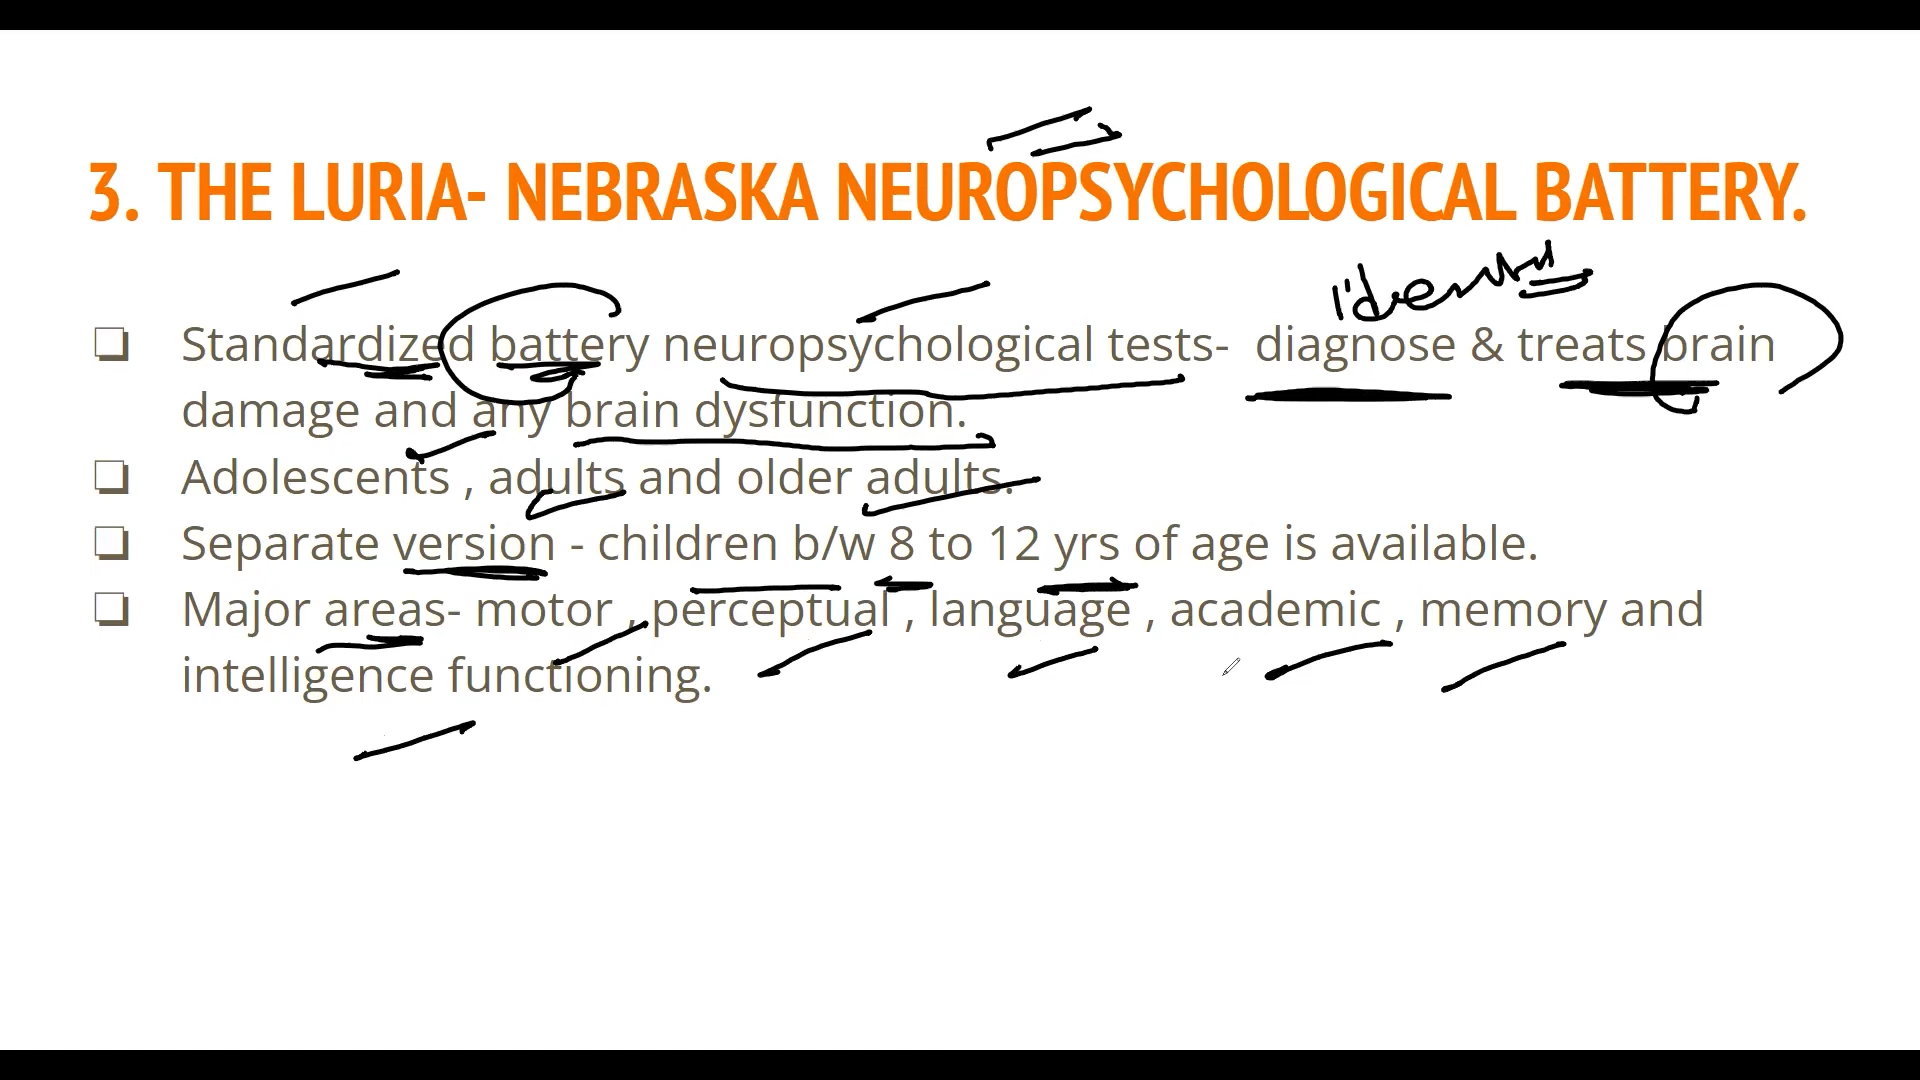 3. THE LURIA- NEBRASKA NEUROPSYCHOLOGICAL BATTERY.
❏ Standardized battery neuropsychological tests- diagnose & treats brain
damage and any brain dysfunction.
❏ Adolescents , adults and older adults.
❏ Separate version - children b/w 8 to 12 yrs of age is available.
❏ Major areas- motor , perceptual , language , academic , memory and
intelligence functioning.